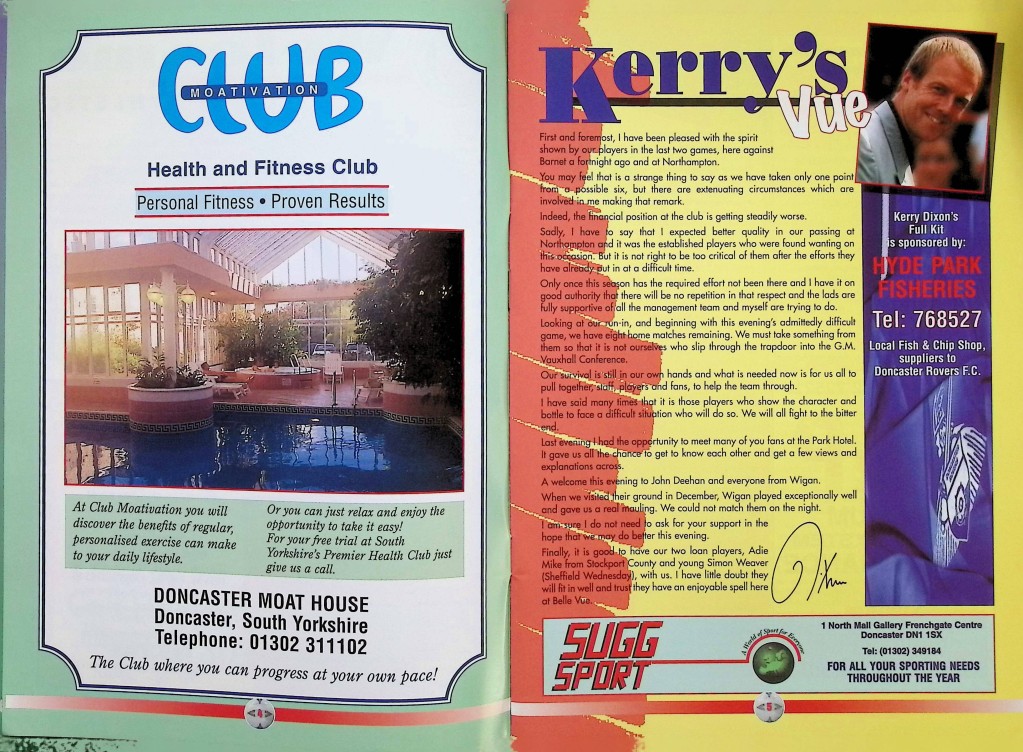 CLUB
MOATIVATION
Health and Fitness Club
Personal Fitness • Proven Results
At Club Moativation you will
discover the benefits of regular,
personalised exercise can make
to your daily lifestyle.
Or you can just relax and enjoy the
opportunity to take it easy!
For your free trial at South
Yorkshire's Premier Health Club just
give us a call.
DONCASTER MOAT HOUSE
Doncaster, South Yorkshire
Telephone: 01302 311102
The Club where you can progress at your own pace!
4
Kerry's
Vue
First and foremost, I have been pleased with the spirit
shown by our players in the last two games, here against
Barnet a fortnight ago and at Northampton.
You may feel that is a strange thing to say as we have taken only one point
from a possible six, but there are extenuating circumstances which are
involved in me making that remark.
Indeed, the financial position at the club is getting steadily worse.
Sadly, I have to say that I expected better quality in our passing at
Northampton and it was the established players who were found wanting on
this occasion. But it is not right to be too critical of them after the efforts they
have already put in at a difficult time.
Only once this season has the required effort not been there and I have it on
good authority that there will be no repetition in that respect and the lads are
fully supportive of all the management team and myself are trying to do.
Looking at our run-in, and beginning with this evening's admittedly difficult
game, we have eight home matches remaining. We must take something from
them so that it is not ourselves who slip through the trapdoor into the G.M.
Vauxhall Conference.
Our survival is still in our own hands and what is needed now is for us all to
pull together, staff, players and fans, to help the team through.
I have said many times that it is those players who show the character and
bottle to face a difficult situation who will do so. We will all fight to the bitter
end.
Last evening I had the opportunity to meet many of you fans at the Park Hotel.
It gave us all the chance to get to know each other and get a few views and
explanations across.
A welcome this evening to John Deehan and everyone from Wigan.
When we visited their ground in December, Wigan played exceptionally well
and gave us a real mauling. We could not match them on the night.
I am sure I do not need to ask for your support in the
hope that we may do better this evening.
Finally, it is good to have our two loan players, Adie
Mike from Stockport County and young Simon Weaver
(Sheffield Wednesday), with us. I have little doubt they
will fit in well and trust they have an enjoyable spell here
at Belle Vue.
Kerry Dixon's
Full Kit
is sponsored by:
HYDE PARK
FISHERIES
Tel: 768527
Local Fish & Chip Shop,
suppliers to
Doncaster Rovers F.C.
SUGG
SPORT
A World of Sport for Everyone
1 North Mall Gallery Frenchgate Centre
Doncaster DN1 1SX
Tel: (01302) 349184
FOR ALL YOUR SPORTING NEEDS
THROUGHOUT THE YEAR
5